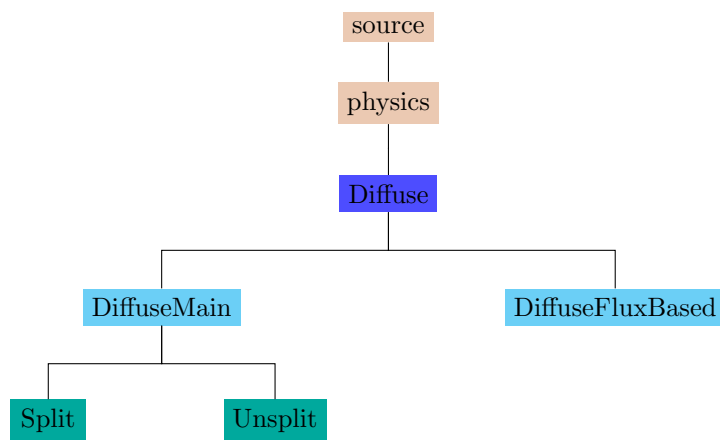 source
physics
Diffuse
DiffuseMain
DiffuseFluxBased
Split
Unsplit